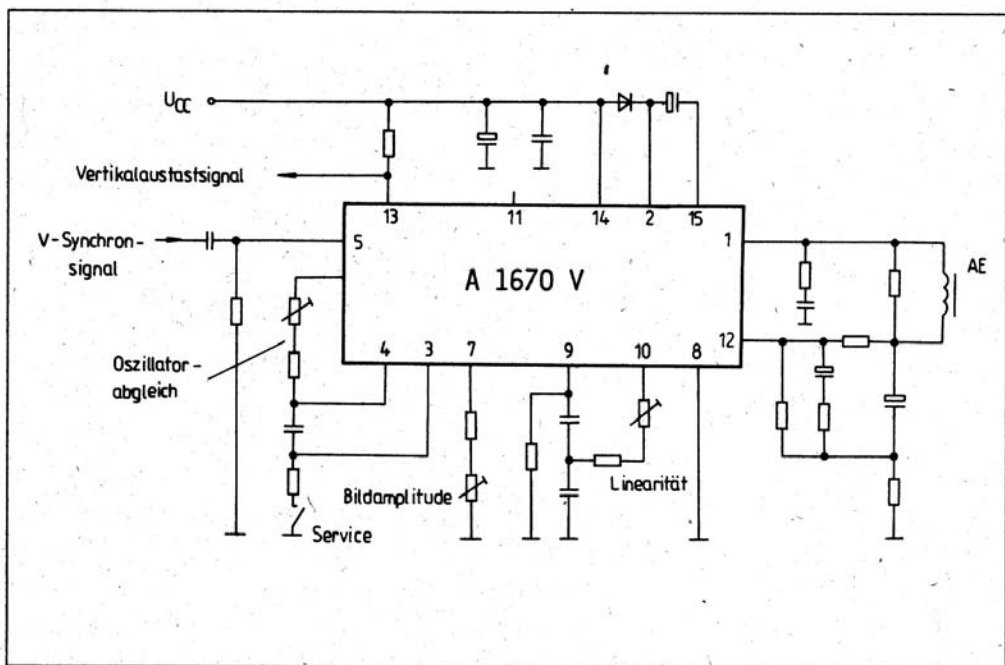 UCC
Vertikalaustastsignal
13
11
14
2
15
V-Synchron-
signal
5
A 1670 V
1
AE
Oszillator-
abgleich
4
3
7
9
10
8
12
Bildamplitude
Linearität
Service